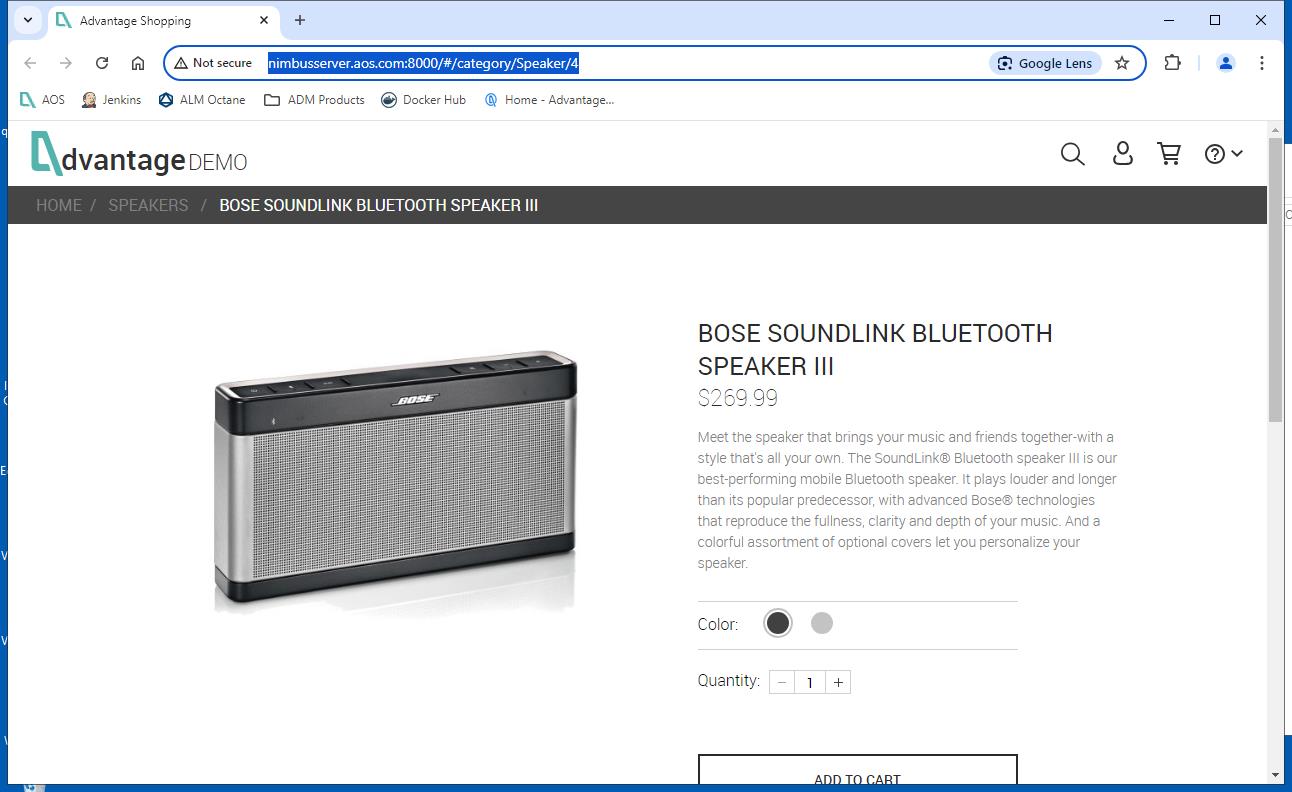 Advantage Shopping
Not secure nimbusserver.aos.com:8000/#/category/Speaker/4 Google Lens
AOS Jenkins ALM Octane ADM Products Docker Hub Home - Advantage...
dvantage DEMO
HOME / SPEAKERS / BOSE SOUNDLINK BLUETOOTH SPEAKER III
BOSE
BOSE SOUNDLINK BLUETOOTH
SPEAKER III
$269.99
Meet the speaker that brings your music and friends together-with a
style that's all your own. The SoundLink® Bluetooth speaker III is our
best-performing mobile Bluetooth speaker. It plays louder and longer
than its popular predecessor, with advanced Bose® technologies
that reproduce the fullness, clarity and depth of your music. And a
colorful assortment of optional covers let you personalize your
speaker.
Color:
Quantity: − 1 +
ADD TO CART